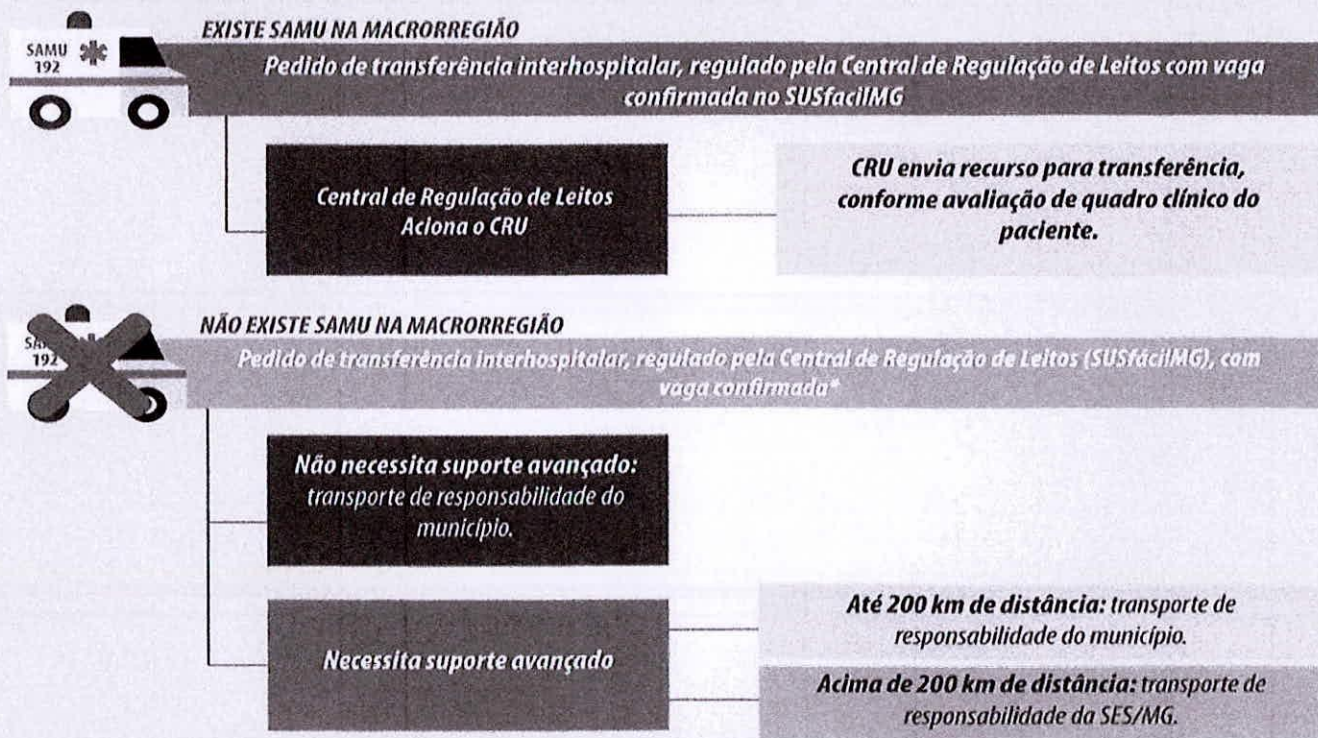 EXISTE SAMU NA MACRORREGIÃO
SAMU
192
Pedido de transferência interhospitalar, regulado pela Central de Regulação de Leitos com vaga
confirmada no SUSfacilMG
Central de Regulação de Leitos
Aciona o CRU
CRU envia recurso para transferência,
conforme avaliação de quadro clínico do
paciente.
NÃO EXISTE SAMU NA MACRORREGIÃO
192
Pedido de transferência interhospitalar, regulado pela Central de Regulação de Leitos (SUSfácilMG), com
vaga confirmada*
Não necessita suporte avançado:
transporte de responsabilidade do
município.
Necessita suporte avançado
Até 200 km de distância: transporte de
responsabilidade do município.
Acima de 200 km de distância: transporte de
responsabilidade da SES/MG.